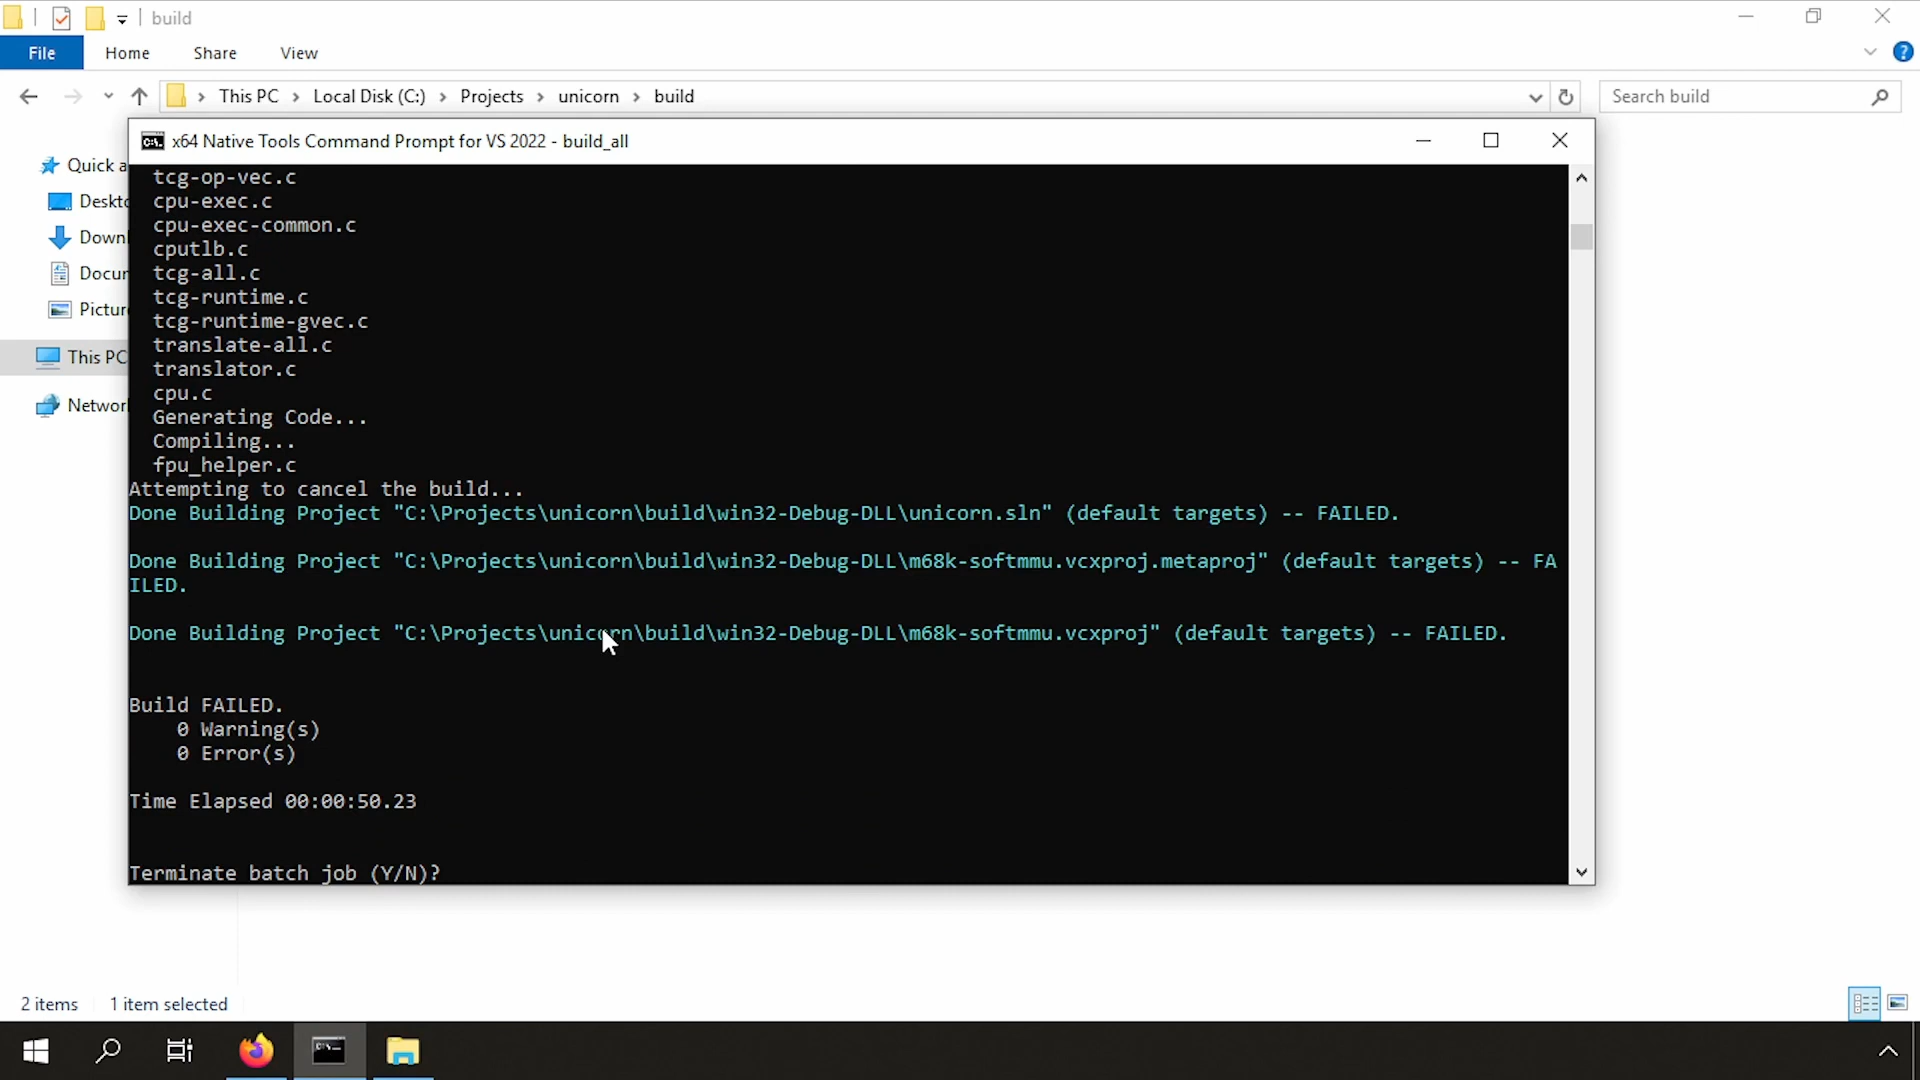 build
File
Home
Share
View
This PC
Local Disk (C:)
Projects
unicorn
build
Search build
x64 Native Tools Command Prompt for VS 2022 - build_all
Quick a
Deskto
Down
Docur
Picture
This PC
Networ
tcg-op-vec.c
cpu-exec.c
cpu-exec-common.c
cputlb.c
tcg-all.c
tcg-runtime.c
tcg-runtime-gvec.c
translate-all.c
translator.c
cpu.c
Generating Code...
Compiling...
fpu_helper.c
Attempting to cancel the build...
Done Building Project "C:\Projects\unicorn\build\win32-Debug-DLL\unicorn.sln" (default targets) -- FAILED.
Done Building Project "C:\Projects\unicorn\build\win32-Debug-DLL\m68k-softmmu.vcxproj.metaproj" (default targets) -- FA
ILED.
Done Building Project "C:\Projects\unicorn\build\win32-Debug-DLL\m68k-softmmu.vcxproj" (default targets) -- FAILED.
Build FAILED.
0 Warning(s)
0 Error(s)
Time Elapsed 00:00:50.23
Terminate batch job (Y/N)?
2 items
1 item selected